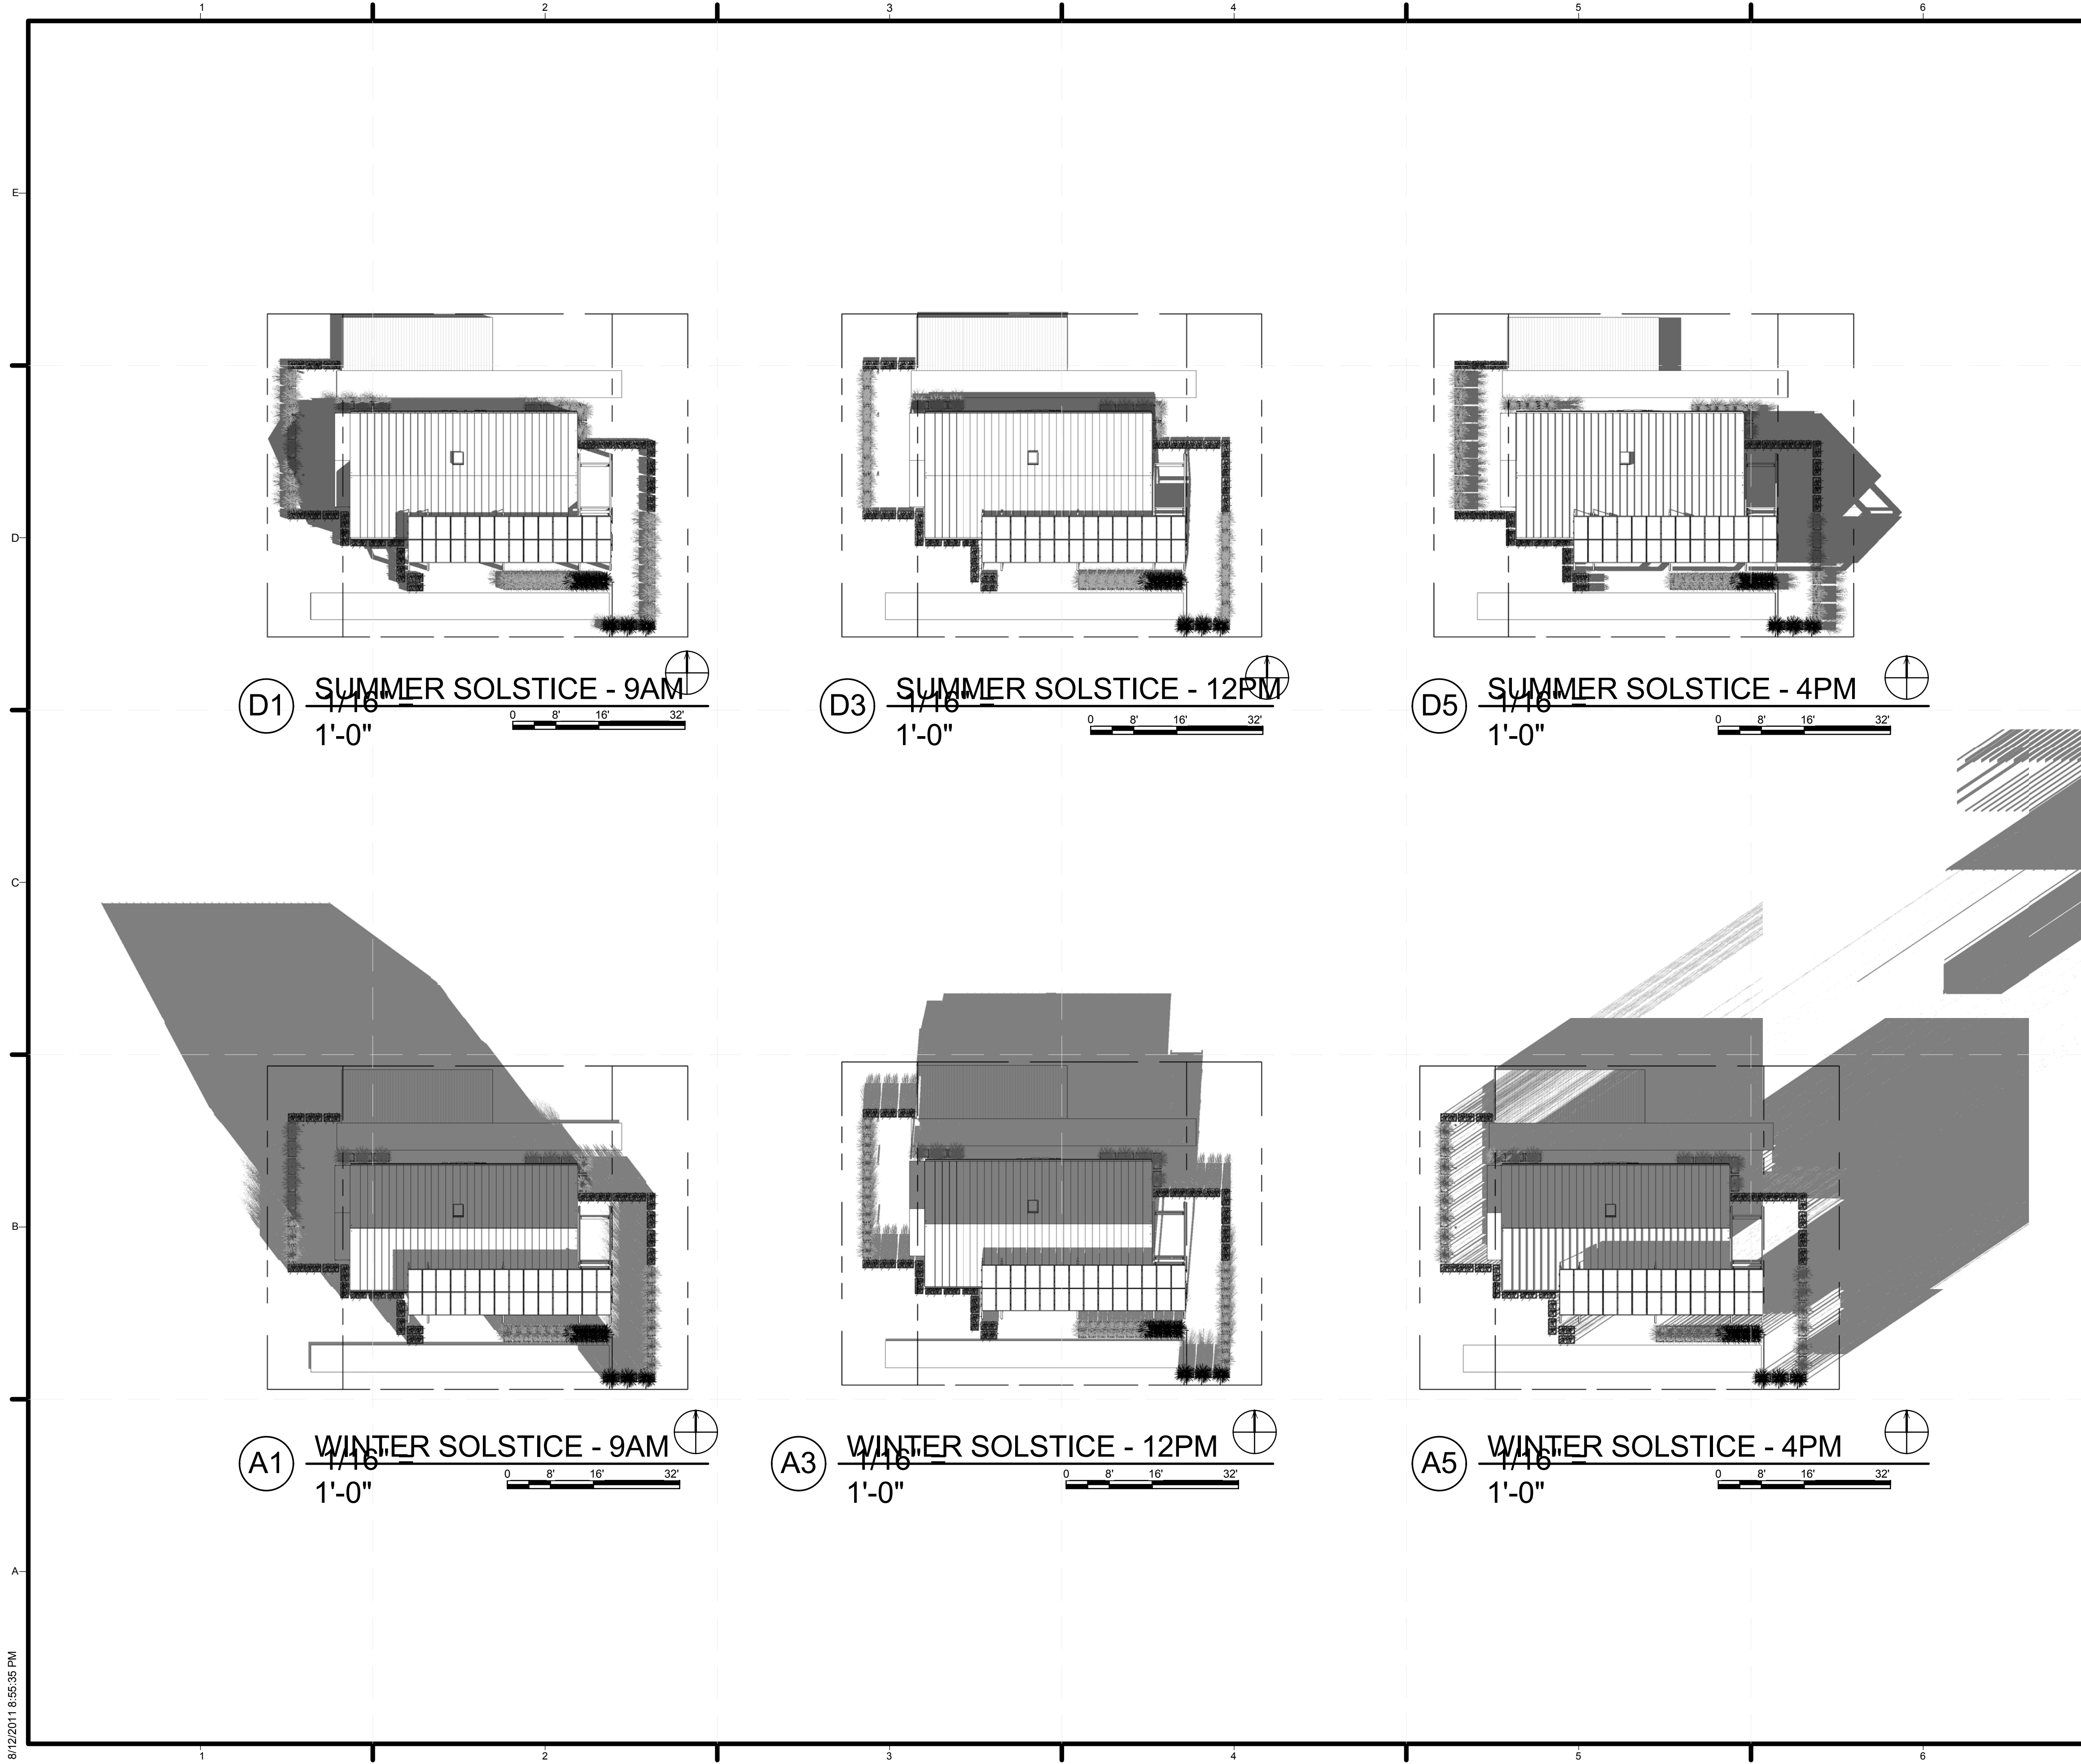 1 2 3 4 5 6
E
D
D1 SUMMER SOLSTICE - 9AM
1/16" =
1'-0"
0 8' 16' 32'
D3 SUMMER SOLSTICE - 12PM
1/16" =
1'-0"
0 8' 16' 32'
D5 SUMMER SOLSTICE - 4PM
1/16" =
1'-0"
0 8' 16' 32'
C
B
A1 WINTER SOLSTICE - 9AM
1/16" =
1'-0"
0 8' 16' 32'
A3 WINTER SOLSTICE - 12PM
1/16" =
1'-0"
0 8' 16' 32'
A5 WINTER SOLSTICE - 4PM
1/16" =
1'-0"
0 8' 16' 32'
A
8/12/2011 8:55:35 PM
1 2 3 4 5 6